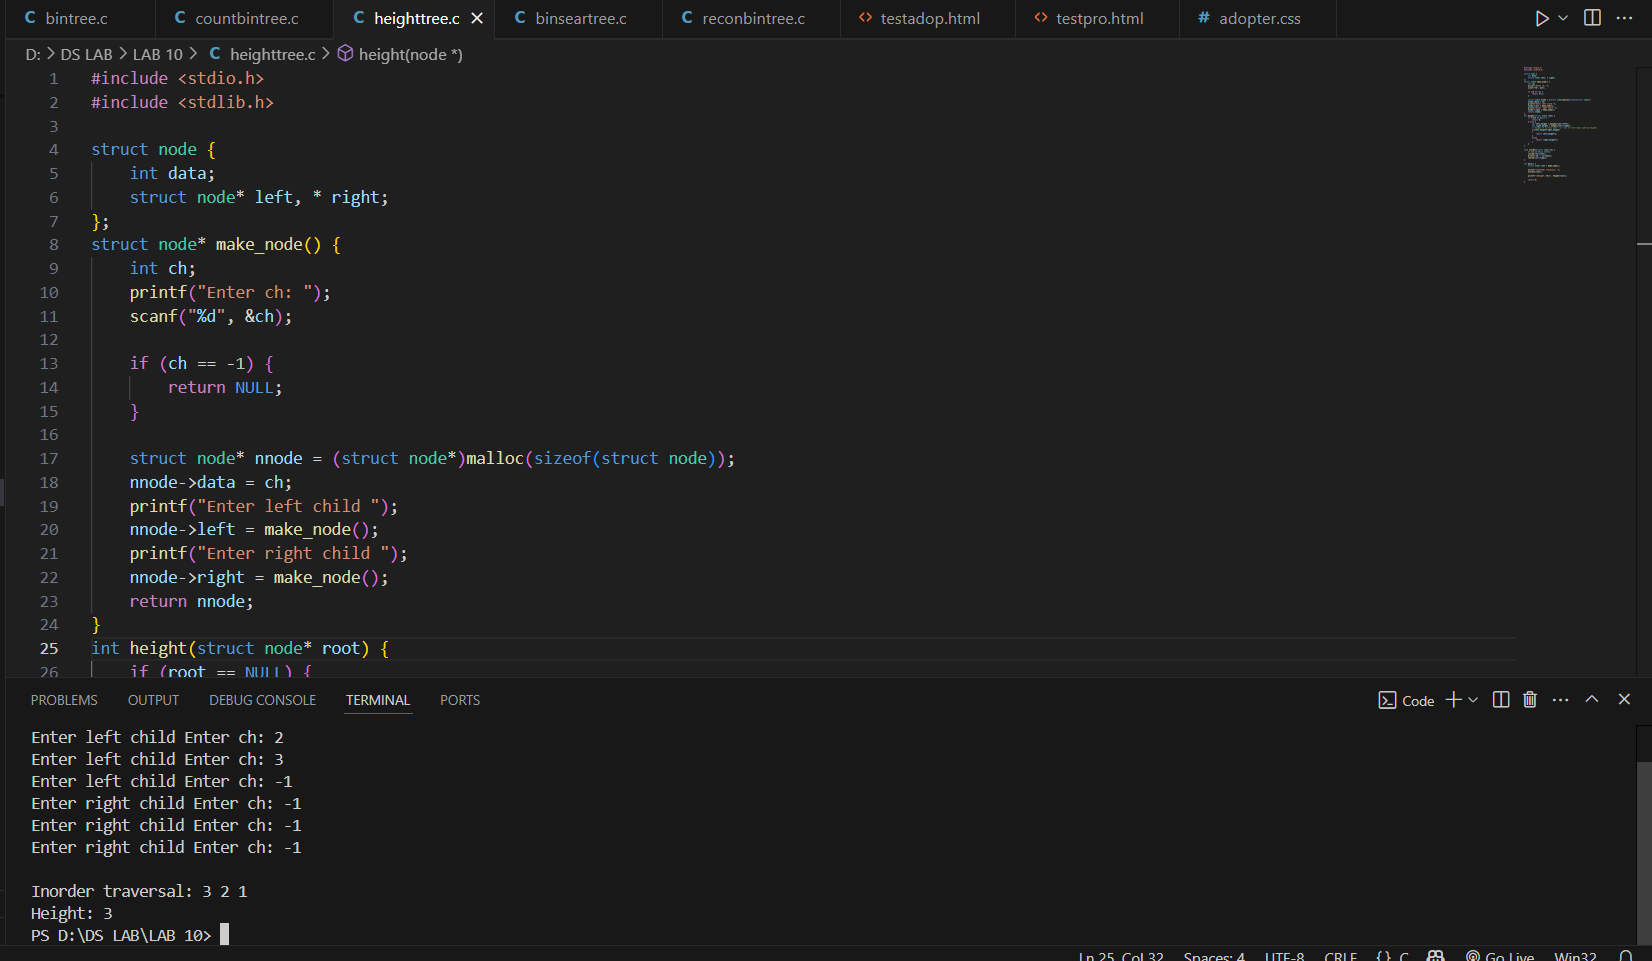 bintree.c countbintree.c heighttree.c binseartree.c reconbintree.c testadop.html testpro.html adopter.css
D: > DS LAB > LAB 10 > C heighttree.c > height(node *)
1 #include <stdio.h>
2 #include <stdlib.h>
3
4 struct node {
5 int data;
6 struct node* left, * right;
7 };
8 struct node* make_node() {
9 int ch;
10 printf("Enter ch: ");
11 scanf("%d", &ch);
12
13 if (ch == -1) {
14 return NULL;
15 }
16
17 struct node* nnode = (struct node*)malloc(sizeof(struct node));
18 nnode->data = ch;
19 printf("Enter left child ");
20 nnode->left = make_node();
21 printf("Enter right child ");
22 nnode->right = make_node();
23 return nnode;
24 }
25 int height(struct node* root) {
26 if (root == NULL) {
PROBLEMS OUTPUT DEBUG CONSOLE TERMINAL PORTS Code
Enter left child Enter ch: 2
Enter left child Enter ch: 3
Enter left child Enter ch: -1
Enter right child Enter ch: -1
Enter right child Enter ch: -1
Enter right child Enter ch: -1
Inorder traversal: 3 2 1
Height: 3
PS D:\DS LAB\LAB 10>
Ln 25, Col 32 Spaces: 4 UTF-8 CRLF {} C Go Live Win32